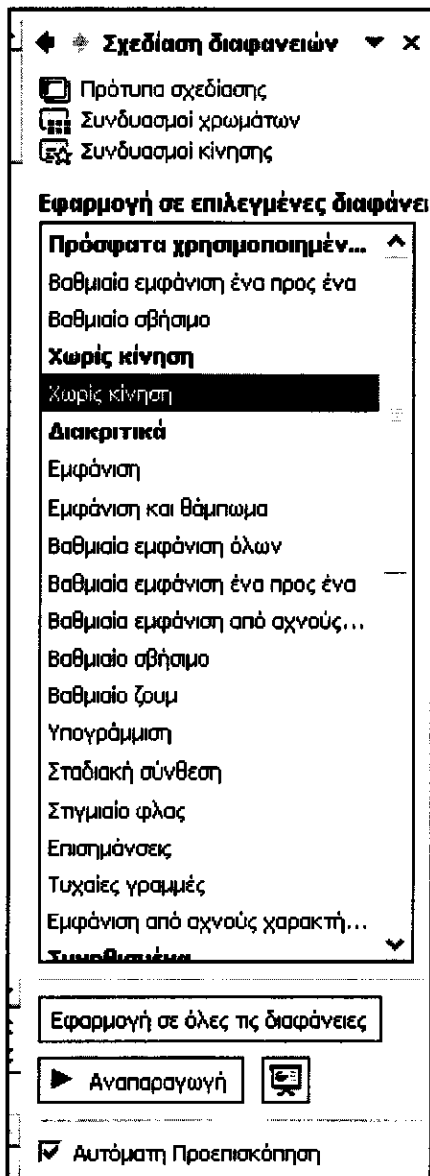 Σχεδίαση διαφανειών
Πρότυπα σχεδίασης
Συνδυασμοί χρωμάτων
Συνδυασμοί κίνησης
Εφαρμογή σε επιλεγμένες διαφάνει
Πρόσφατα χρησιμοποιημέν...
Βαθμιαία εμφάνιση ένα προς ένα
Βαθμιαίο σβήσιμο
Χωρίς κίνηση
Χωρίς κίνηση
Διακριτικά
Εμφάνιση
Εμφάνιση και θάμπωμα
Βαθμιαία εμφάνιση όλων
Βαθμιαία εμφάνιση ένα προς ένα
Βαθμιαία εμφάνιση από αχνούς...
Βαθμιαίο σβήσιμο
Βαθμιαίο ζουμ
Υπογράμμιση
Σταδιακή σύνθεση
Στιγμιαίο φλας
Επισημάνσεις
Τυχαίες γραμμές
Εμφάνιση από αχνούς χαρακτή...
Συνηθισμένα
Εφαρμογή σε όλες τις διαφάνειες
Αναπαραγωγή
Αυτόματη Προεπισκόπηση